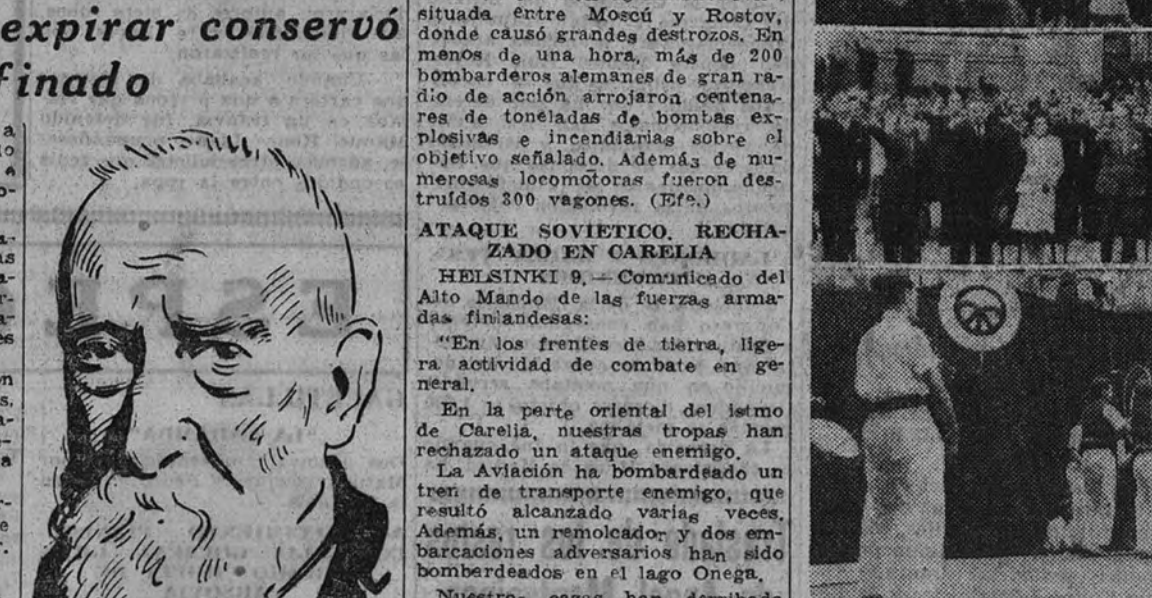 expirar conservó
finado
situada entre Moscú y Rostov,
donde causó grandes destrozos. En
menos de una hora, más de 200
bombarderos alemanes de gran ra-
dio de acción arrojaron centena-
res de toneladas de bombas ex-
plosivas e incendiarias sobre el
objetivo señalado. Además de nu-
merosas locomotoras fueron des-
truídos 300 vagones. (Efe.)
ATAQUE SOVIETICO, RECHA-
ZADO EN CARELIA
HELSINKI 9.—Comunicado del
Alto Mando de las fuerzas arma-
das finlandesas:
"En los frentes de tierra, lige-
ra actividad de combate en ge-
neral.
En la parte oriental del istmo
de Carelia, nuestras tropas han
rechazado un ataque enemigo.
La Aviación ha bombardeado un
tren de transporte enemigo, que
resultó alcanzado varias veces.
Además, un remolcador y dos em-
barcaciones adversarios han sido
bombardeados en el lago Onega.